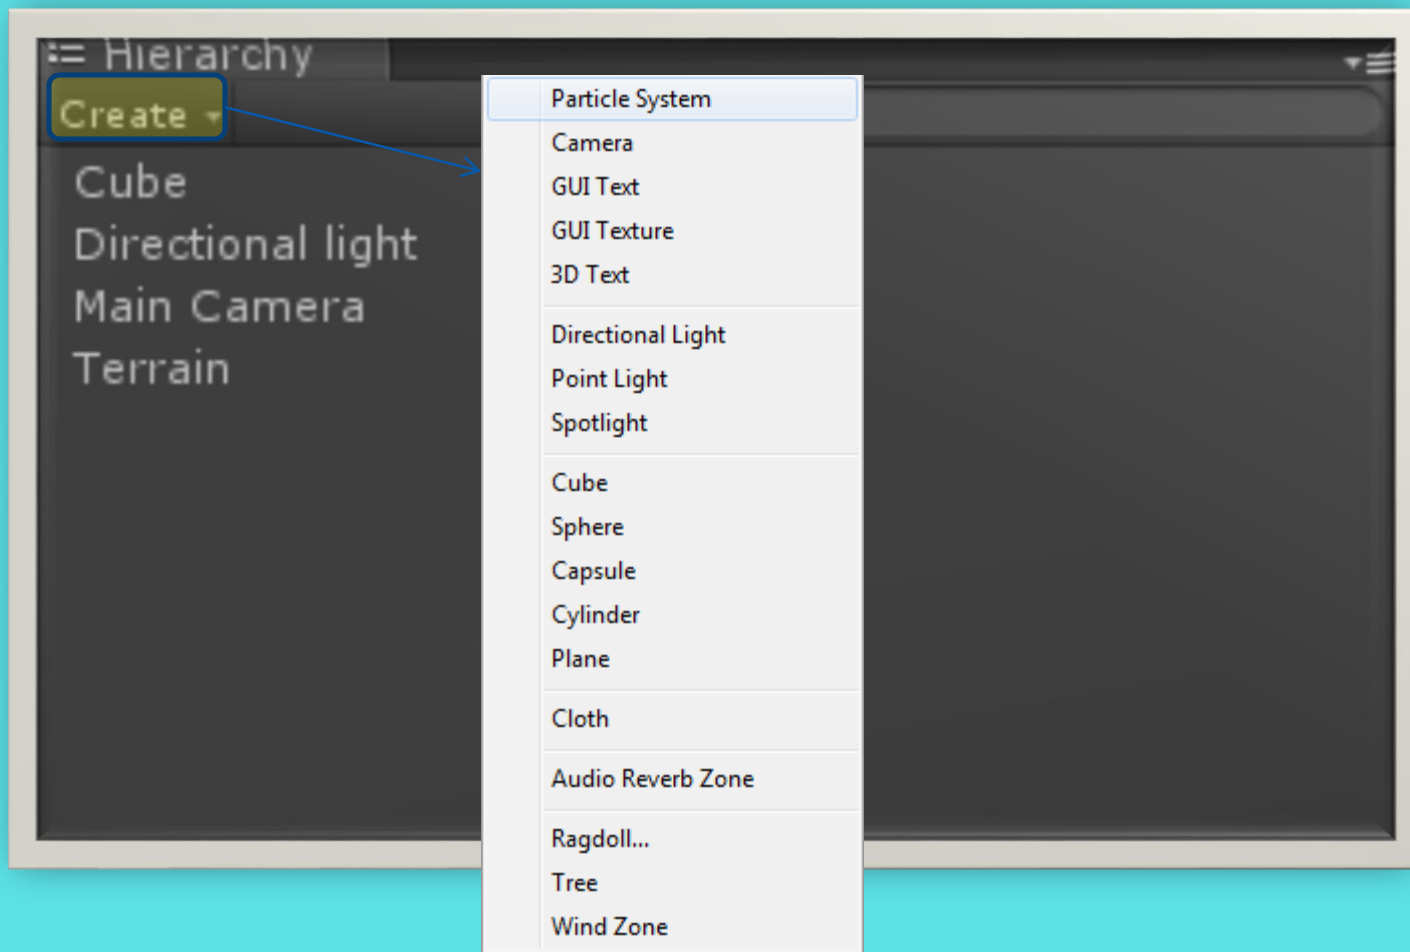 Hierarchy
Create
Cube
Directional light
Main Camera
Terrain
Particle System
Camera
GUI Text
GUI Texture
3D Text
Directional Light
Point Light
Spotlight
Cube
Sphere
Capsule
Cylinder
Plane
Cloth
Audio Reverb Zone
Ragdoll...
Tree
Wind Zone